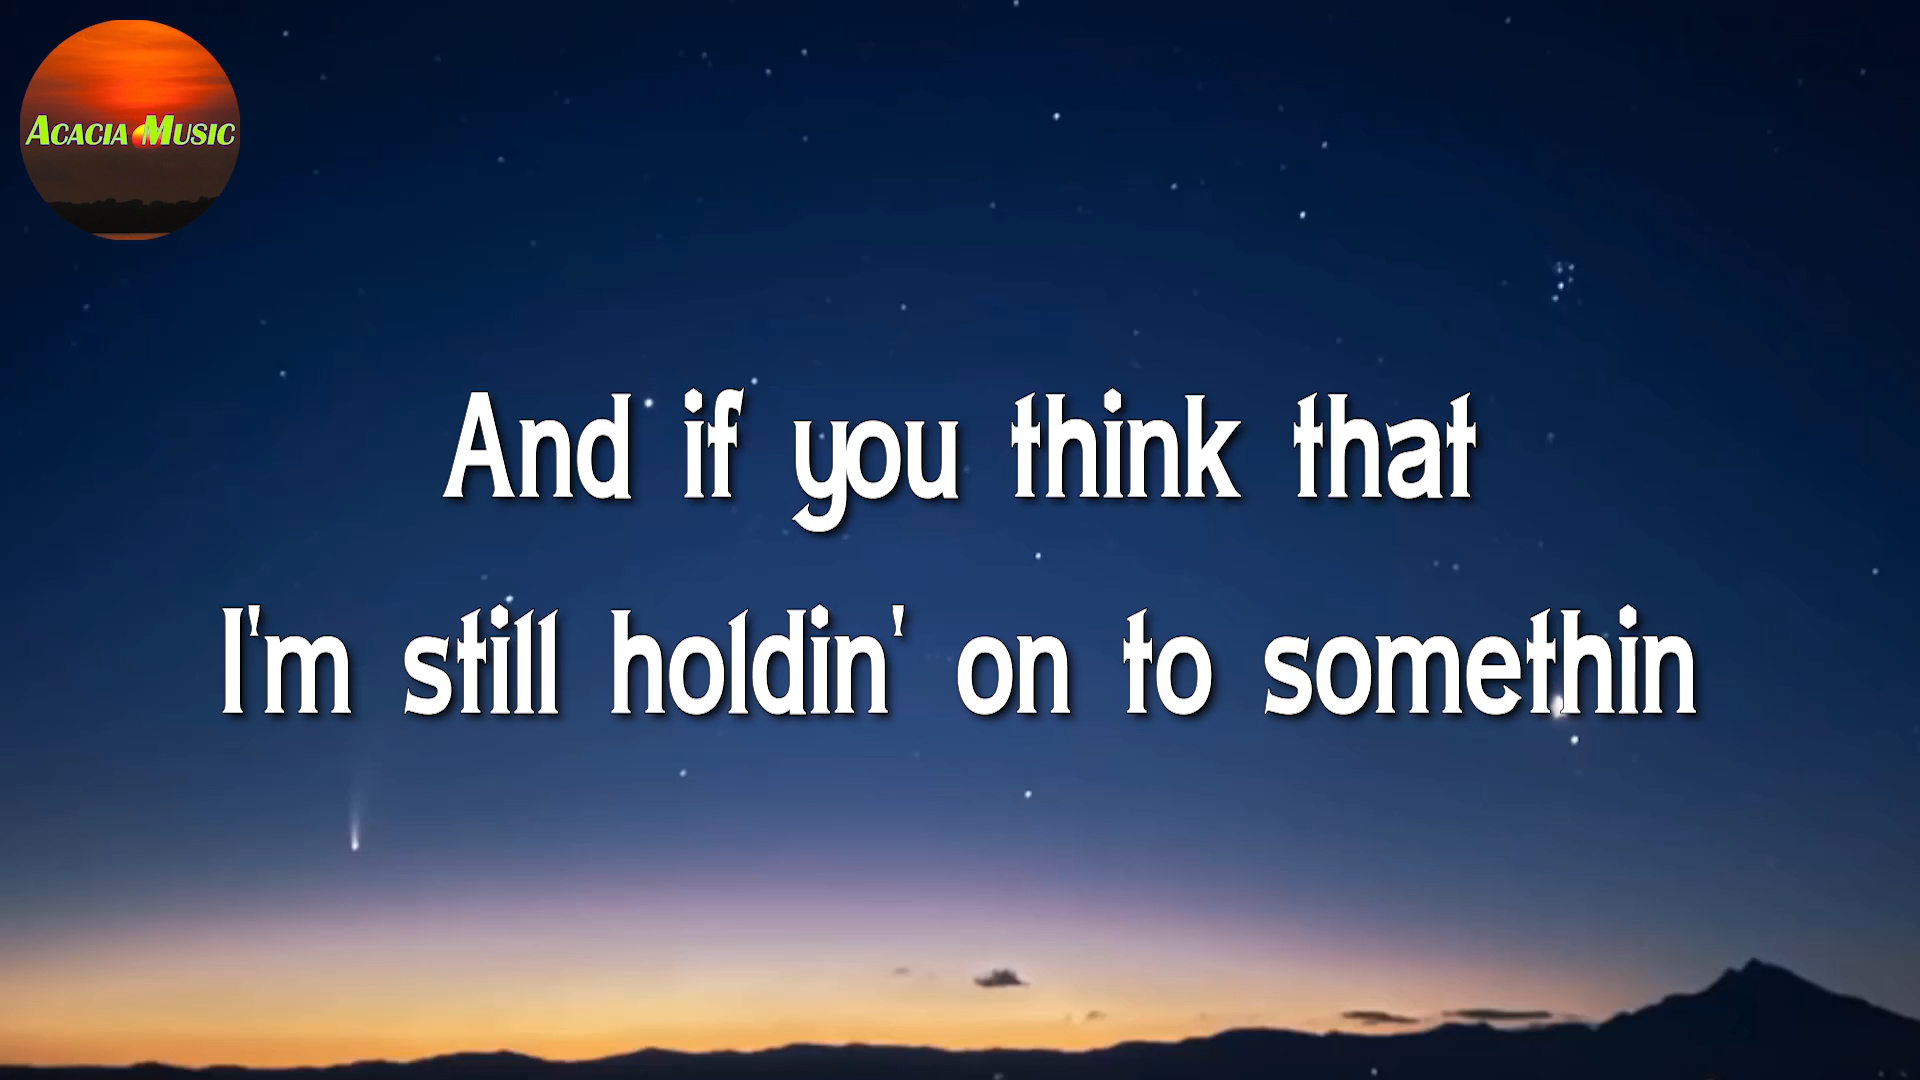 Acacia Music
And if you think that
I'm still holdin' on to somethin